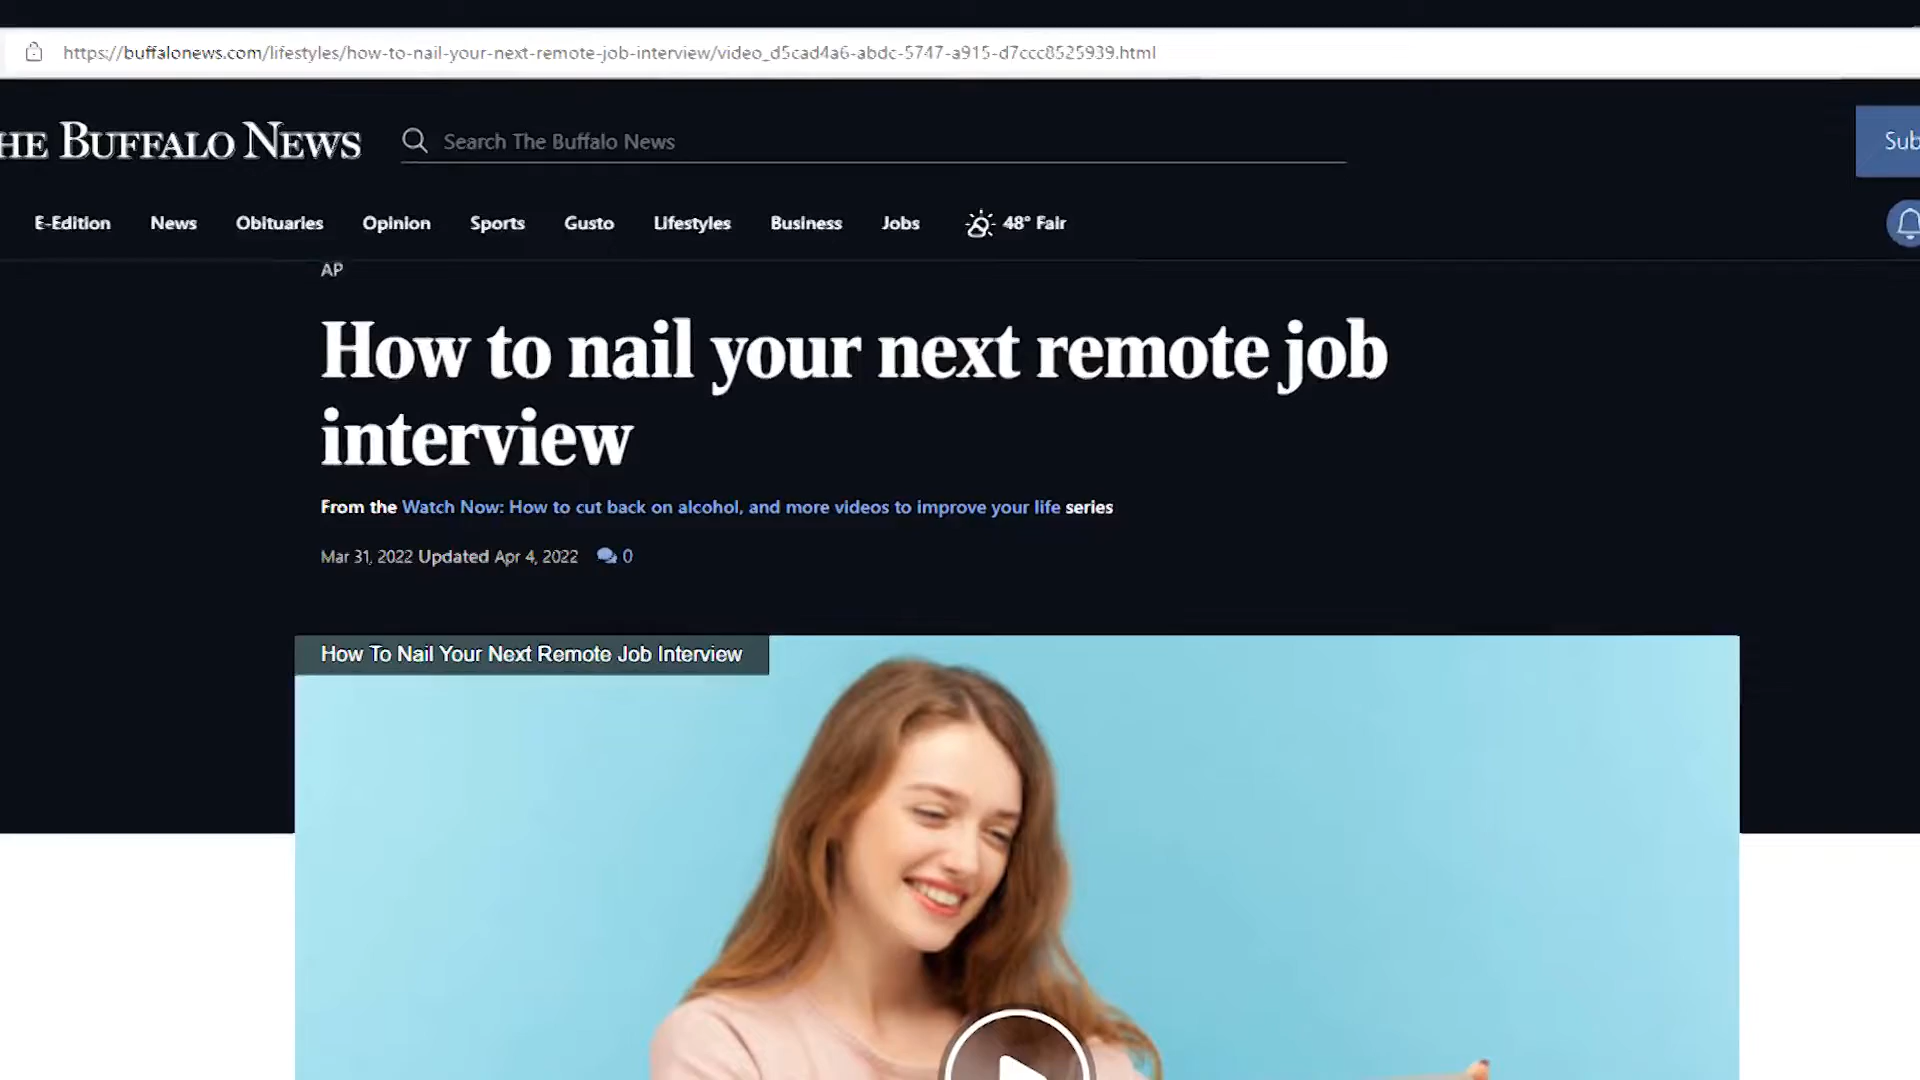 https://buffalonews.com/lifestyles/how-to-nail-your-next-remote-job-interview/video_d5cad4a6-abdc-5747-a915-d7ccc8525939.html
HE BUFFALO NEWS
Search The Buffalo News
Sub
E-Edition News Obituaries Opinion Sports Gusto Lifestyles Business Jobs 48° Fair
AP
How to nail your next remote job
interview
From the Watch Now: How to cut back on alcohol, and more videos to improve your life series
Mar 31, 2022 Updated Apr 4, 2022 0
How To Nail Your Next Remote Job Interview